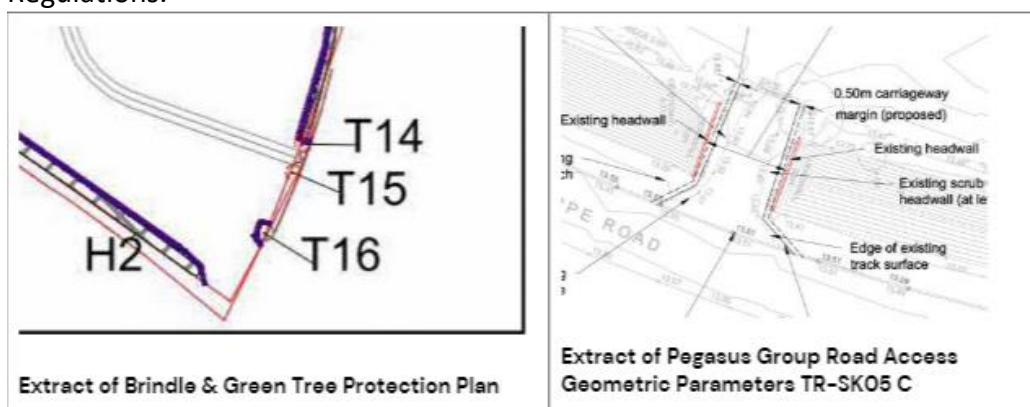 Regulations.
T14
T15
T16
H2
Extract of Brindle & Green Tree Protection Plan
0.50m carriageway
margin (proposed)
Existing headwall
Existing headwall
Existing scrub
headwall (at le
PE ROAD
Edge of existing
track surface
Extract of Pegasus Group Road Access
Geometric Parameters TR-SK05 C